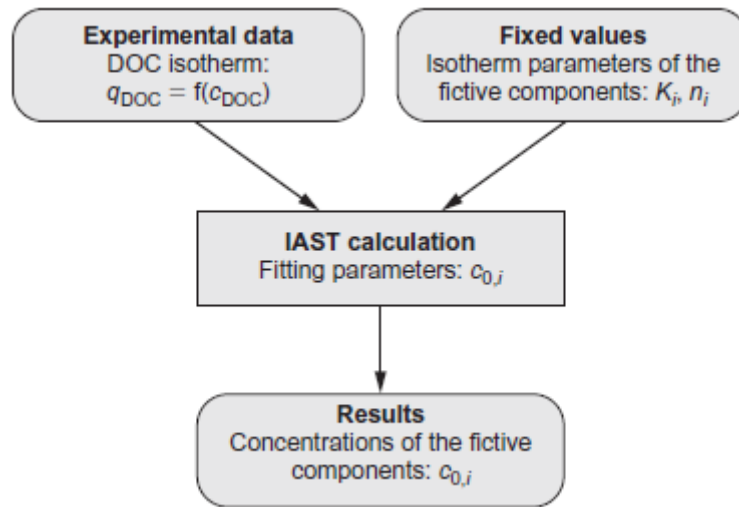 Experimental data
DOC isotherm:
q_DOC = f(c_DOC)
Fixed values
Isotherm parameters of the
fictive components: K_i, n_i
IAST calculation
Fitting parameters: c_0,i
Results
Concentrations of the fictive
components: c_0,i